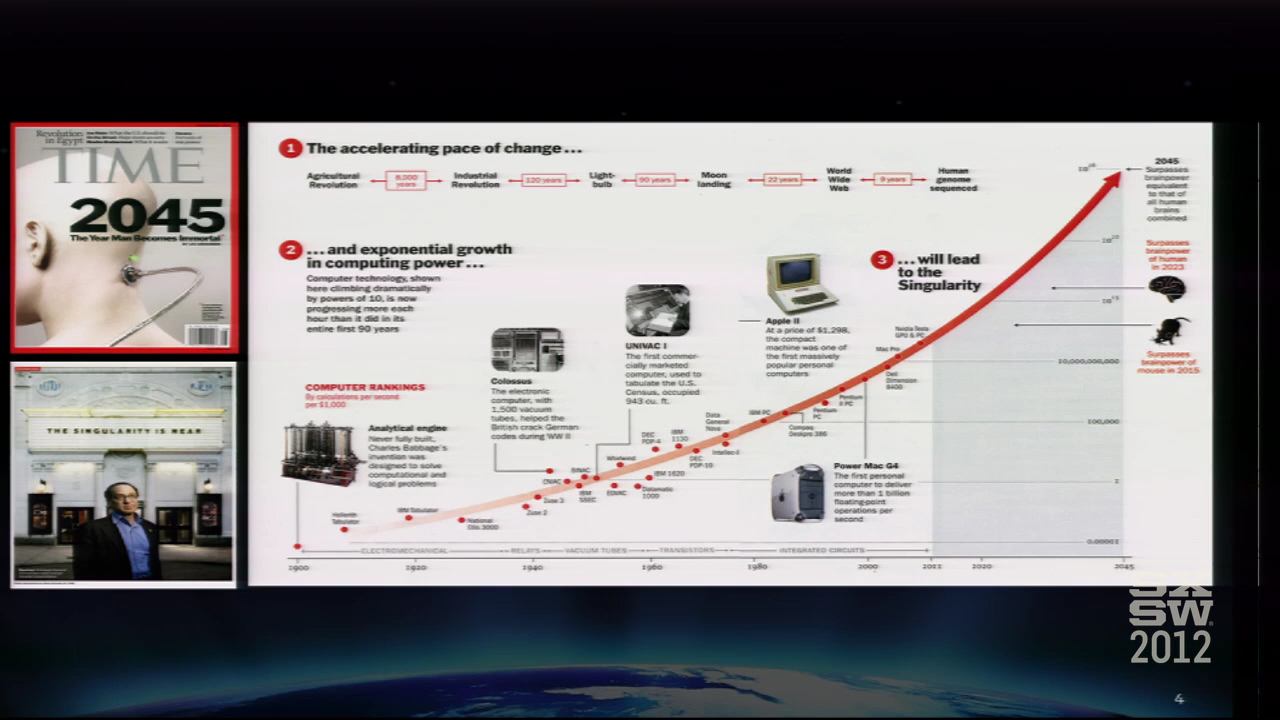 Revolution
in Egypt
TIME
2045
The Year Man Becomes Immortal
THE SINGULARITY IS NEAR
1 The accelerating pace of change ...
Agricultural
Revolution
8,000
years
Industrial
Revolution
120 years
Light-
bulb
90 years
Moon
landing
22 years
World
Wide
Web
9 years
Human
genome
sequenced
2 ... and exponential growth
in computing power ...
Computer technology, shown
here climbing dramatically
by powers of 10, is now
progressing more each
hour than it did in its
entire first 90 years
COMPUTER RANKINGS
By calculations per second
per $1,000
Analytical engine
Never fully built,
Charles Babbage's
invention was
designed to solve
computational and
logical problems
Colossus
The electronic
computer, with
1,500 vacuum
tubes, helped the
British crack German
codes during WW II
UNIVAC I
The first commer-
cially marketed
computer, used to
tabulate the U.S.
Census, occupied
943 cu. ft.
Apple II
At a price of $1,298,
the compact
machine was one of
the first massively
popular personal
computers
3 ... will lead
to the
Singularity
Power Mac G4
The first personal
computer to deliver
more than 1 billion
floating-point
operations per
second
2045
Surpasses
brainpower
equivalent
to that of
all human
brains
combined
Surpasses
brainpower
of human
in 2023
Surpasses
brainpower of
mouse in 2015
Hollerith
Tabulator
IBM Tabulator
National
Ellis 3000
Zuse 2
Zuse 3
BINAC
IBM
SSEC
Whirlwind
EDVAC
Datamatic
1000
IBM 1620
DEC
PDP-4
IBM
1130
DEC
PDP-10
Data
General
Nova
Intellec-8
IBM PC
Compaq
Deskpro 386
Pentium
PC
Pentium
II PC
Dell
Dimension
8400
Mac Pro
Nvidia Tesla
GPU & PC
10,000,000,000
100,000
1
0.00001
ELECTROMECHANICAL
RELAYS
VACUUM TUBES
TRANSISTORS
INTEGRATED CIRCUITS
1900
1920
1940
1960
1980
2000
2011
2020
2045
SX
SW
2012
4